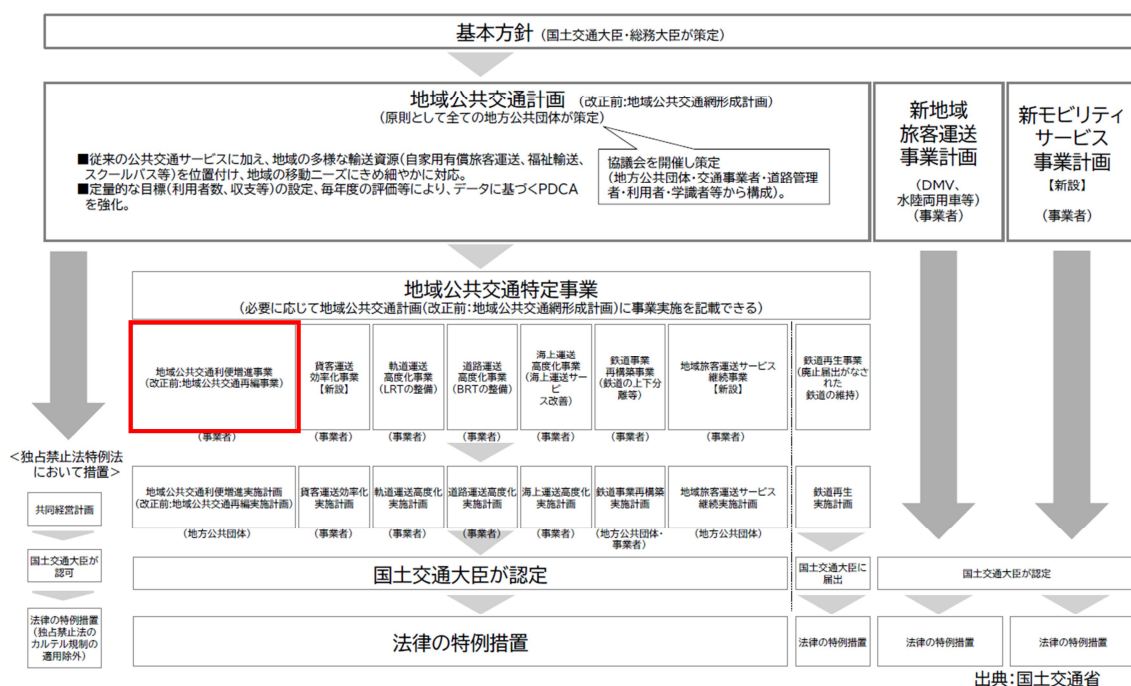 基本方針 (国土交通大臣・総務大臣が策定)
地域公共交通計画 (改正前:地域公共交通網形成計画)
(原則として全ての地方公共団体が策定)
■従来の公共交通サービスに加え、地域の多様な輸送資源(自家用有償旅客運送、福祉輸送、
スクールバス等)を位置付け、地域の移動ニーズにきめ細やかに対応。
■定量的な目標(利用者数、収支等)の設定、毎年度の評価等により、データに基づくPDCA
を強化。
協議会を開催し策定
(地方公共団体・交通事業者・道路管理
者・利用者・学識者等から構成)。
新地域
旅客運送
事業計画
(DMV、
水陸両用車等)
(事業者)
新モビリティ
サービス
事業計画
【新設】
(事業者)
地域公共交通特定事業
(必要に応じて地域公共交通計画(改正前:地域公共交通網形成計画)に事業実施を記載できる)
地域公共交通利便増進事業
(改正前:地域公共交通再編事業)
(事業者)
貨客運送
効率化事業
【新設】
(事業者)
軌道運送
高度化事業
(LRTの整備)
(事業者)
道路運送
高度化事業
(BRTの整備)
(事業者)
海上運送
高度化事業
(海上運送サービ
ス改善)
(事業者)
鉄道事業
再構築事業
(鉄道の上下分
離等)
(事業者)
地域旅客運送サービス
継続事業
【新設】
(事業者)
鉄道再生事業
(廃止届出がなさ
れた
鉄道の維持)
<独占禁止法特例法
において措置>
共同経営計画
国土交通大臣が
認可
法律の特例措置
(独占禁止法の
カルテル規制の
適用除外)
地域公共交通利便増進実施計画
(改正前:地域公共交通再編実施計画)
(地方公共団体)
貨客運送効率化
実施計画
(事業者)
軌道運送高度化
実施計画
(事業者)
道路運送高度化
実施計画
(事業者)
海上運送高度化
実施計画
(事業者)
鉄道事業再構築
実施計画
(地方公共団体・
事業者)
地域旅客運送サービス
継続実施計画
(地方公共団体)
鉄道再生
実施計画
国土交通大臣が認定
国土交通大臣に
届出
国土交通大臣が認定
法律の特例措置
法律の特例措置
法律の特例措置
法律の特例措置
出典:国土交通省